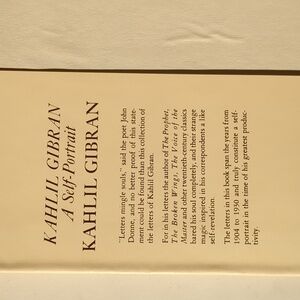 KAHLIL GIBRAN
A Self-Portrait
KAHLIL GIBRAN
"Letters mingle souls," said the poet John
Donne, and no better proof of this state-
ment could be found than this collection of
the letters of Kahlil Gibran.
For in his letters the author of The Prophet,
The Broken Wings, The Voice of the
Master and other twentieth-century classics
bared his soul completely, and their strange
magic inspired in his correspondents a like
self-revelation.
The letters in this book span the years from
1904 to 1930 and truly constitute a self-
portrait in the time of his greatest produc-
tivity.